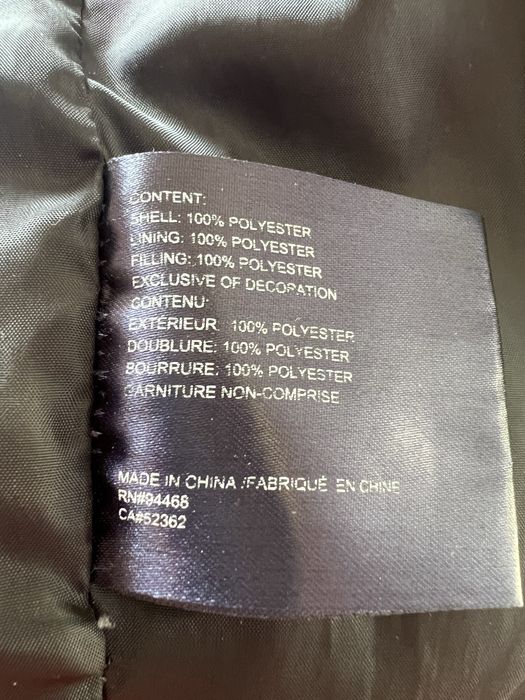 CONTENT:
SHELL: 100% POLYESTER
LINING: 100% POLYESTER
FILLING: 100% POLYESTER
EXCLUSIVE OF DECORATION
CONTENU:
EXTÉRIEUR: 100% POLYESTER
DOUBLURE: 100% POLYESTER
BOURRURE: 100% POLYESTER
GARNITURE NON-COMPRISE
MADE IN CHINA /FABRIQUÉ EN CHINE
RN#94468
CA#52362